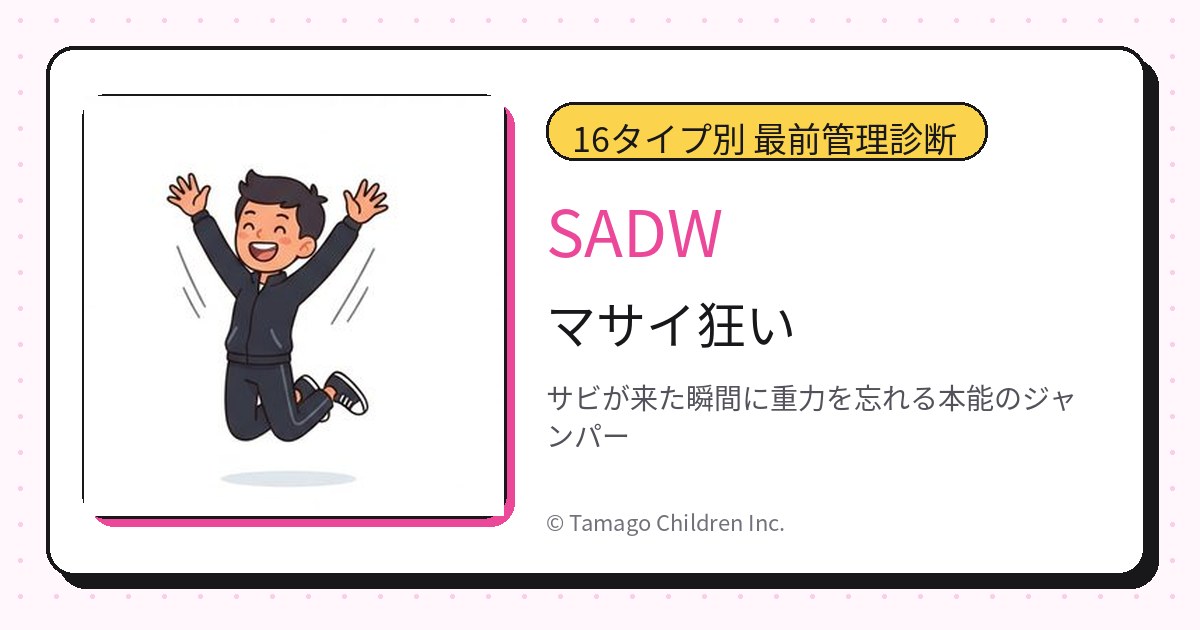 16タイプ別 最前管理診断
SADW
マサイ狂い
サビが来た瞬間に重力を忘れる本能のジャ
ンパー
© Tamago Children Inc.